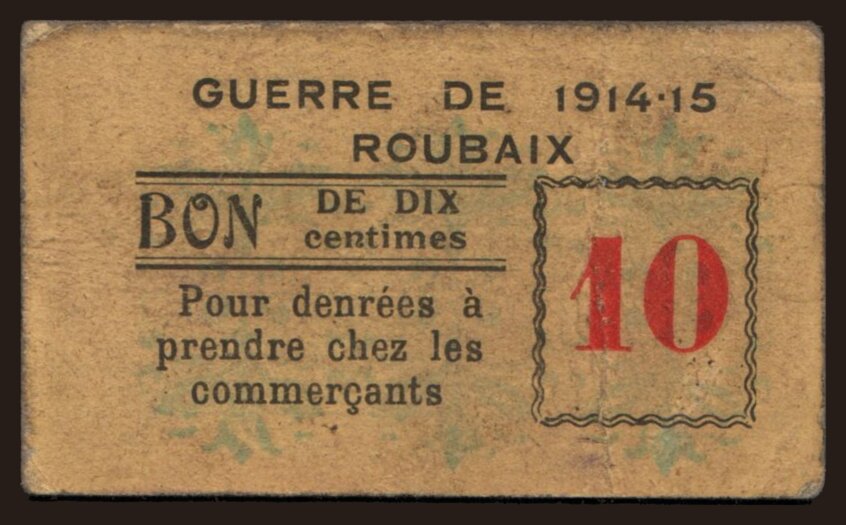 GUERRE DE 1914-15
ROUBAIX
BON DE DIX
centimes
Pour denrées à
prendre chez les
commerçants
10